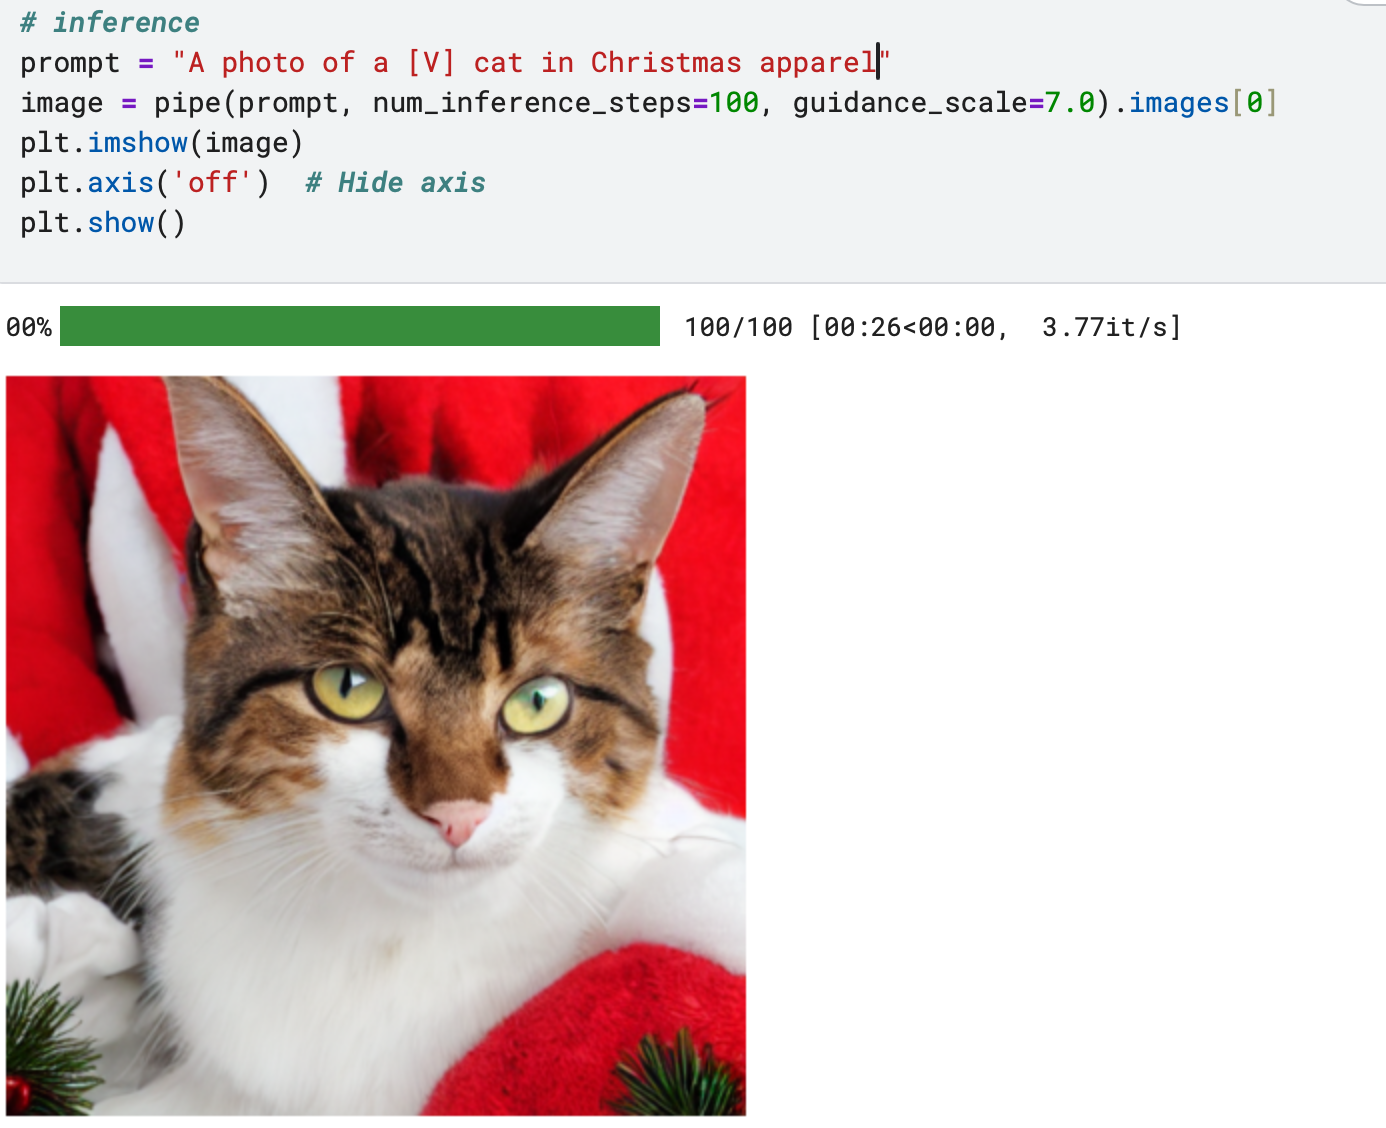 # inference
prompt = "A photo of a [V] cat in Christmas apparel"
image = pipe(prompt, num_inference_steps=100, guidance_scale=7.0).images[0]
plt.imshow(image)
plt.axis('off')  # Hide axis
plt.show()
00% 100/100 [00:26<00:00,  3.77it/s]